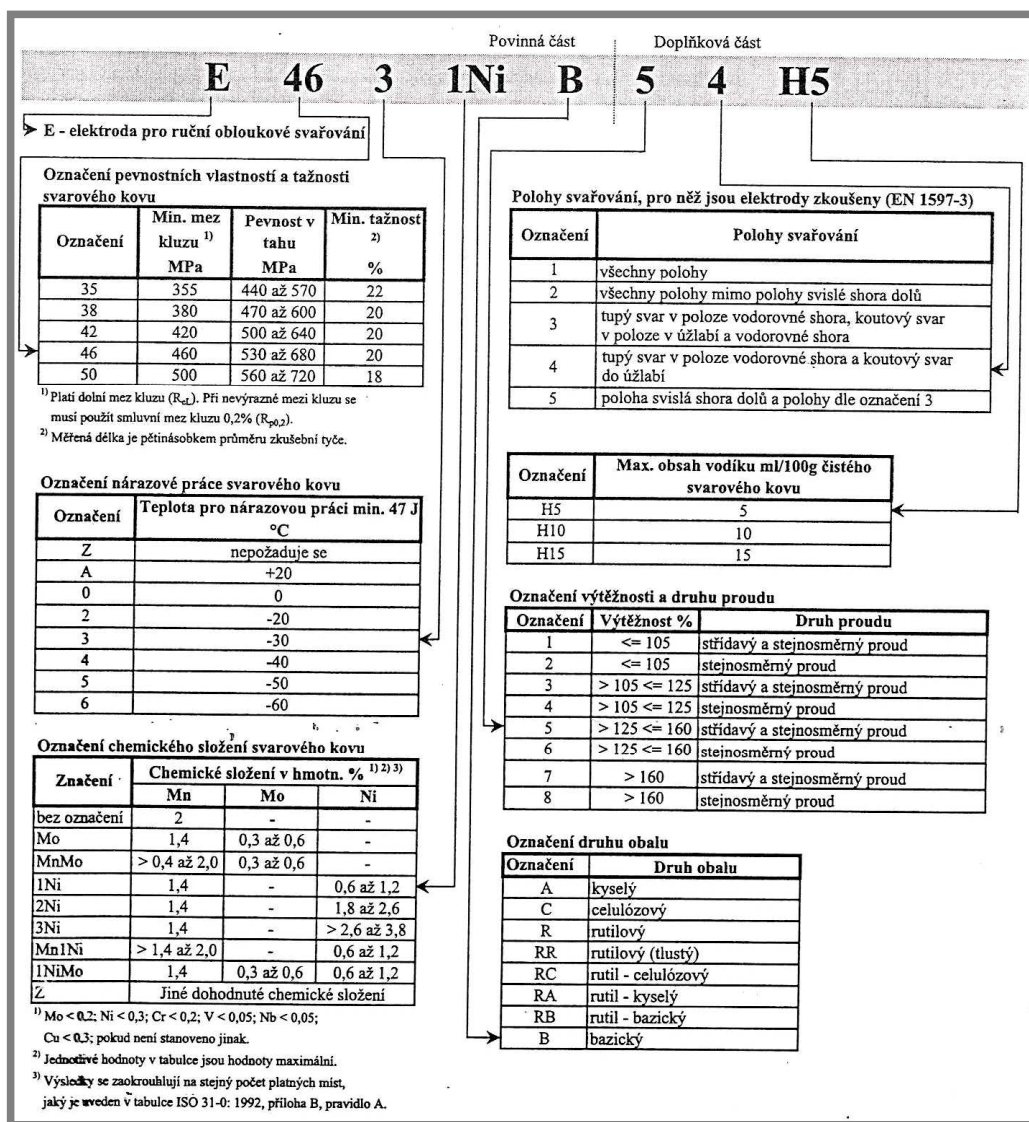 Povinná část Doplňková část
E 46 3 1Ni B 5 4 H5
E - elektroda pro ruční obloukové svařování
Označení pevnostních vlastností a tažnosti
svarového kovu
Označení Min. mez kluzu 1) MPa Pevnost v tahu MPa Min. tažnost 2) %
35 355 440 až 570 22
38 380 470 až 600 20
42 420 500 až 640 20
46 460 530 až 680 20
50 500 560 až 720 18
1) Platí dolní mez kluzu (ReL). Při nevýrazné mezi kluzu se
musí použít smluvní mez kluzu 0,2% (Rp0,2).
2) Měřená délka je pětinásobkem průměru zkušební tyče.
Označení nárazové práce svarového kovu
Označení Teplota pro nárazovou práci min. 47 J °C
Z nepožaduje se
A +20
0 0
2 -20
3 -30
4 -40
5 -50
6 -60
Označení chemického složení svarového kovu
Značení Chemické složení v hmotn. % 1) 2) 3)
Mn Mo Ni
bez označení 2 - -
Mo 1,4 0,3 až 0,6 -
MnMo > 0,4 až 2,0 0,3 až 0,6 -
1Ni 1,4 - 0,6 až 1,2
2Ni 1,4 - 1,8 až 2,6
3Ni 1,4 - > 2,6 až 3,8
Mn1Ni > 1,4 až 2,0 - 0,6 až 1,2
1NiMo 1,4 0,3 až 0,6 0,6 až 1,2
Z Jiné dohodnuté chemické složení
1) Mo < 0,2; Ni < 0,3; Cr < 0,2; V < 0,05; Nb < 0,05;
Cu < 0,3; pokud není stanoveno jinak.
2) Jednotlivé hodnoty v tabulce jsou hodnoty maximální.
3) Výsledky se zaokrouhlují na stejný počet platných míst,
jaký je uveden v tabulce ISO 31-0: 1992, příloha B, pravidlo A.
Polohy svařování, pro něž jsou elektrody zkoušeny (EN 1597-3)
Označení Polohy svařování
1 všechny polohy
2 všechny polohy mimo polohy svislé shora dolů
3 tupý svar v poloze vodorovné shora, koutový svar
v poloze v úžlabí a vodorovné shora
4 tupý svar v poloze vodorovné shora a koutový svar
do úžlabí
5 poloha svislá shora dolů a polohy dle označení 3
Označení Max. obsah vodíku ml/100g čistého
svarového kovu
H5 5
H10 10
H15 15
Označení výtěžnosti a druhu proudu
Označení Výtěžnost % Druh proudu
1 <= 105 střídavý a stejnosměrný proud
2 <= 105 stejnosměrný proud
3 > 105 <= 125 střídavý a stejnosměrný proud
4 > 105 <= 125 stejnosměrný proud
5 > 125 <= 160 střídavý a stejnosměrný proud
6 > 125 <= 160 stejnosměrný proud
7 > 160 střídavý a stejnosměrný proud
8 > 160 stejnosměrný proud
Označení druhu obalu
Označení Druh obalu
A kyselý
C celulózový
R rutilový
RR rutilový (tlustý)
RC rutil - celulózový
RA rutil - kyselý
RB rutil - bazický
B bazický